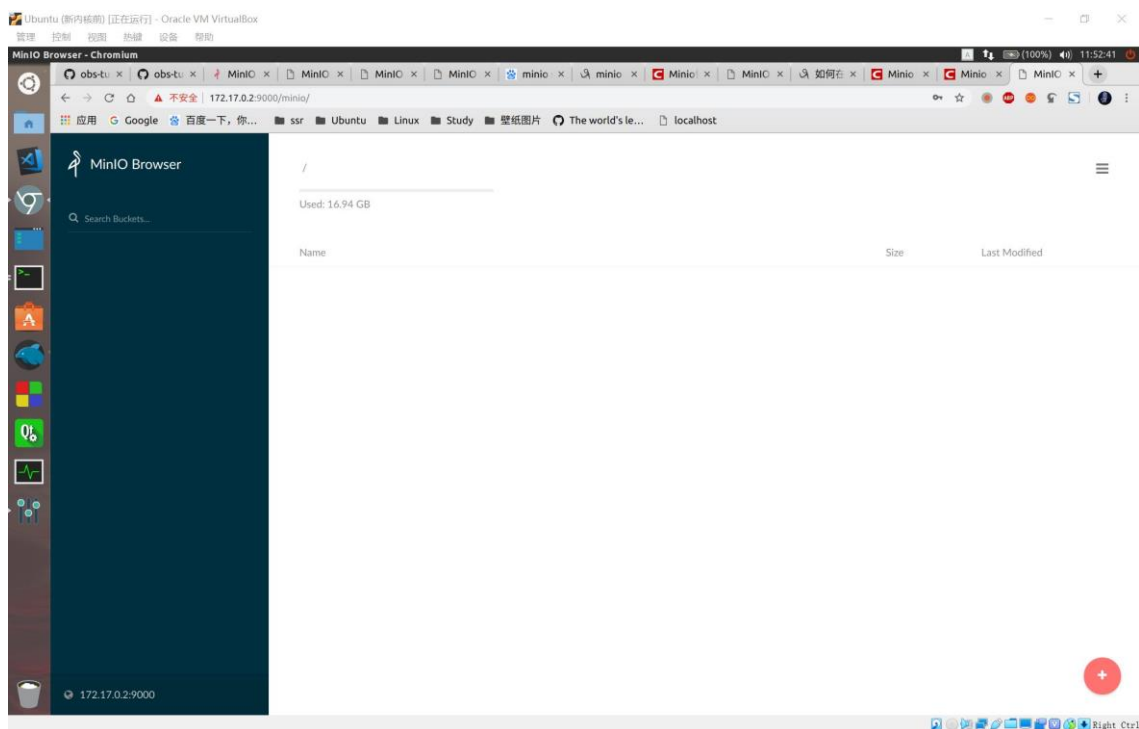 Ubuntu (新内核前) [正在运行] - Oracle VM VirtualBox
管理 控制 视图 热键 设备 帮助
MinIO Browser - Chromium (100%) 11:52:41
obs-tu obs-tu MinIO MinIO MinIO MinIO minio minio Minio MinIO 如何在 Minio Minio MinIO
不安全 172.17.0.2:9000/minio/
应用 Google 百度一下，你... ssr Ubuntu Linux Study 壁纸图片 The world's le... localhost
MinIO Browser
Search Buckets...
/
Used: 16.94 GB
Name Size Last Modified
172.17.0.2:9000
Right Ctrl